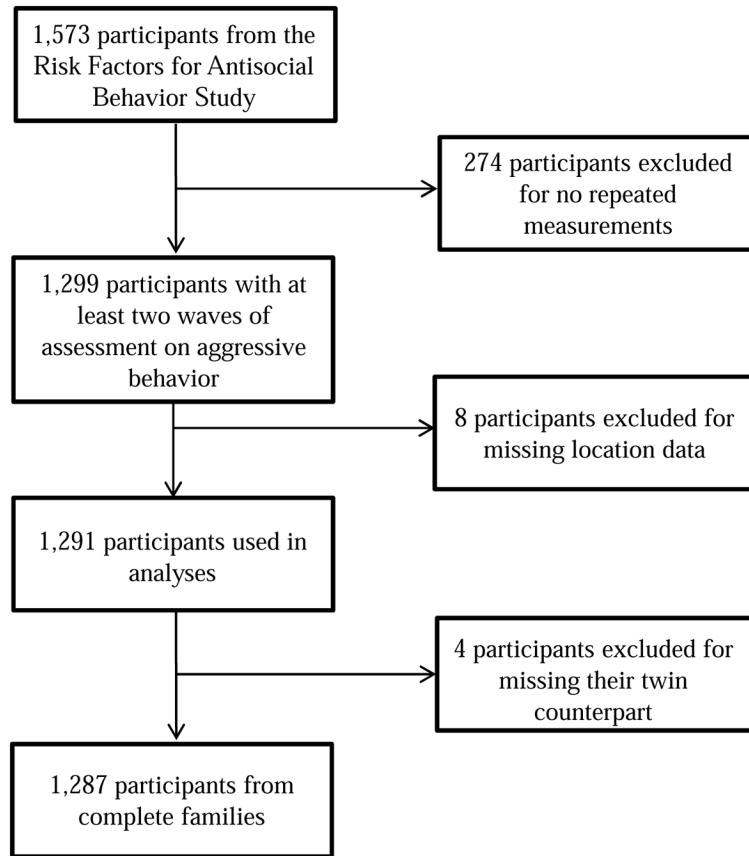 1,573 participants from the
Risk Factors for Antisocial
Behavior Study
274 participants excluded
for no repeated
measurements
1,299 participants with at
least two waves of
assessment on aggressive
behavior
8 participants excluded for
missing location data
1,291 participants used in
analyses
4 participants excluded for
missing their twin
counterpart
1,287 participants from
complete families